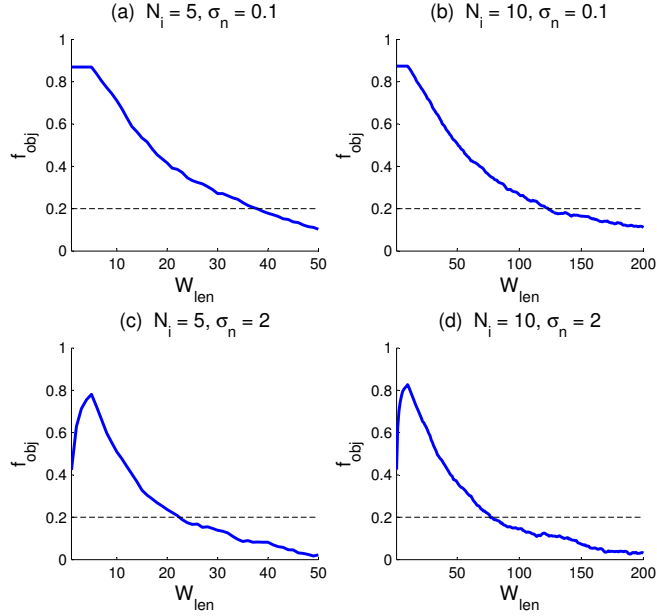 (a) N_i = 5, σ_n = 0.1
f_obj
1
0.8
0.6
0.4
0.2
0
10 20 30 40 50
W_len
(b) N_i = 10, σ_n = 0.1
f_obj
1
0.8
0.6
0.4
0.2
0
50 100 150 200
W_len
(c) N_i = 5, σ_n = 2
f_obj
1
0.8
0.6
0.4
0.2
0
10 20 30 40 50
W_len
(d) N_i = 10, σ_n = 2
f_obj
1
0.8
0.6
0.4
0.2
0
50 100 150 200
W_len